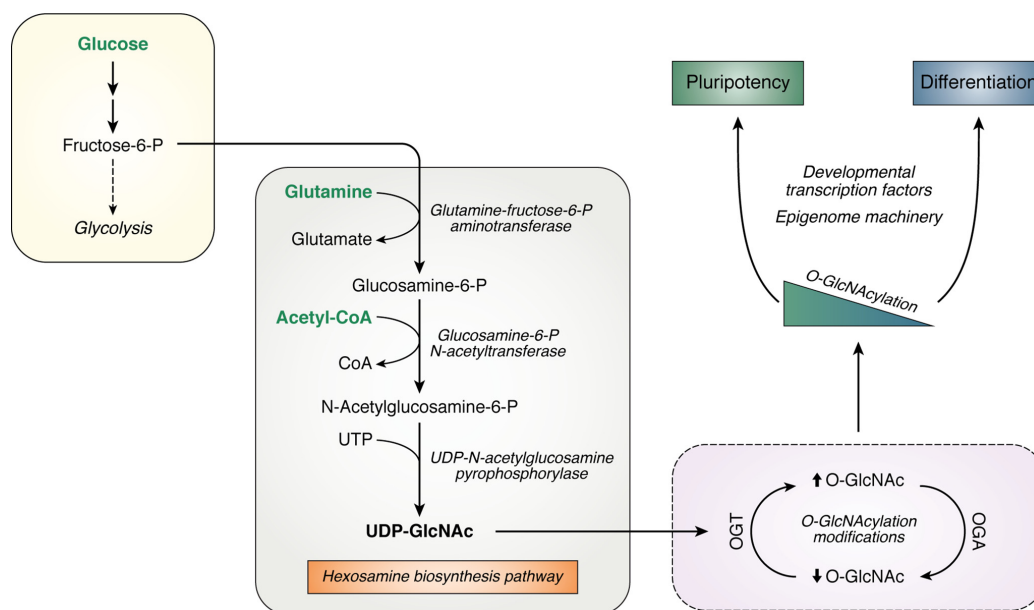 Glucose
Fructose-6-P
Glycolysis
Glutamine
Glutamine-fructose-6-P
aminotransferase
Glutamate
Glucosamine-6-P
Acetyl-CoA
Glucosamine-6-P
N-acetyltransferase
CoA
N-Acetylglucosamine-6-P
UTP
UDP-N-acetylglucosamine
pyrophosphorylase
UDP-GlcNAc
Hexosamine biosynthesis pathway
Pluripotency
Differentiation
Developmental
transcription factors
Epigenome machinery
O-GlcNAcylation
O-GlcNAc
OGT
O-GlcNAcylation
modifications
OGA
O-GlcNAc